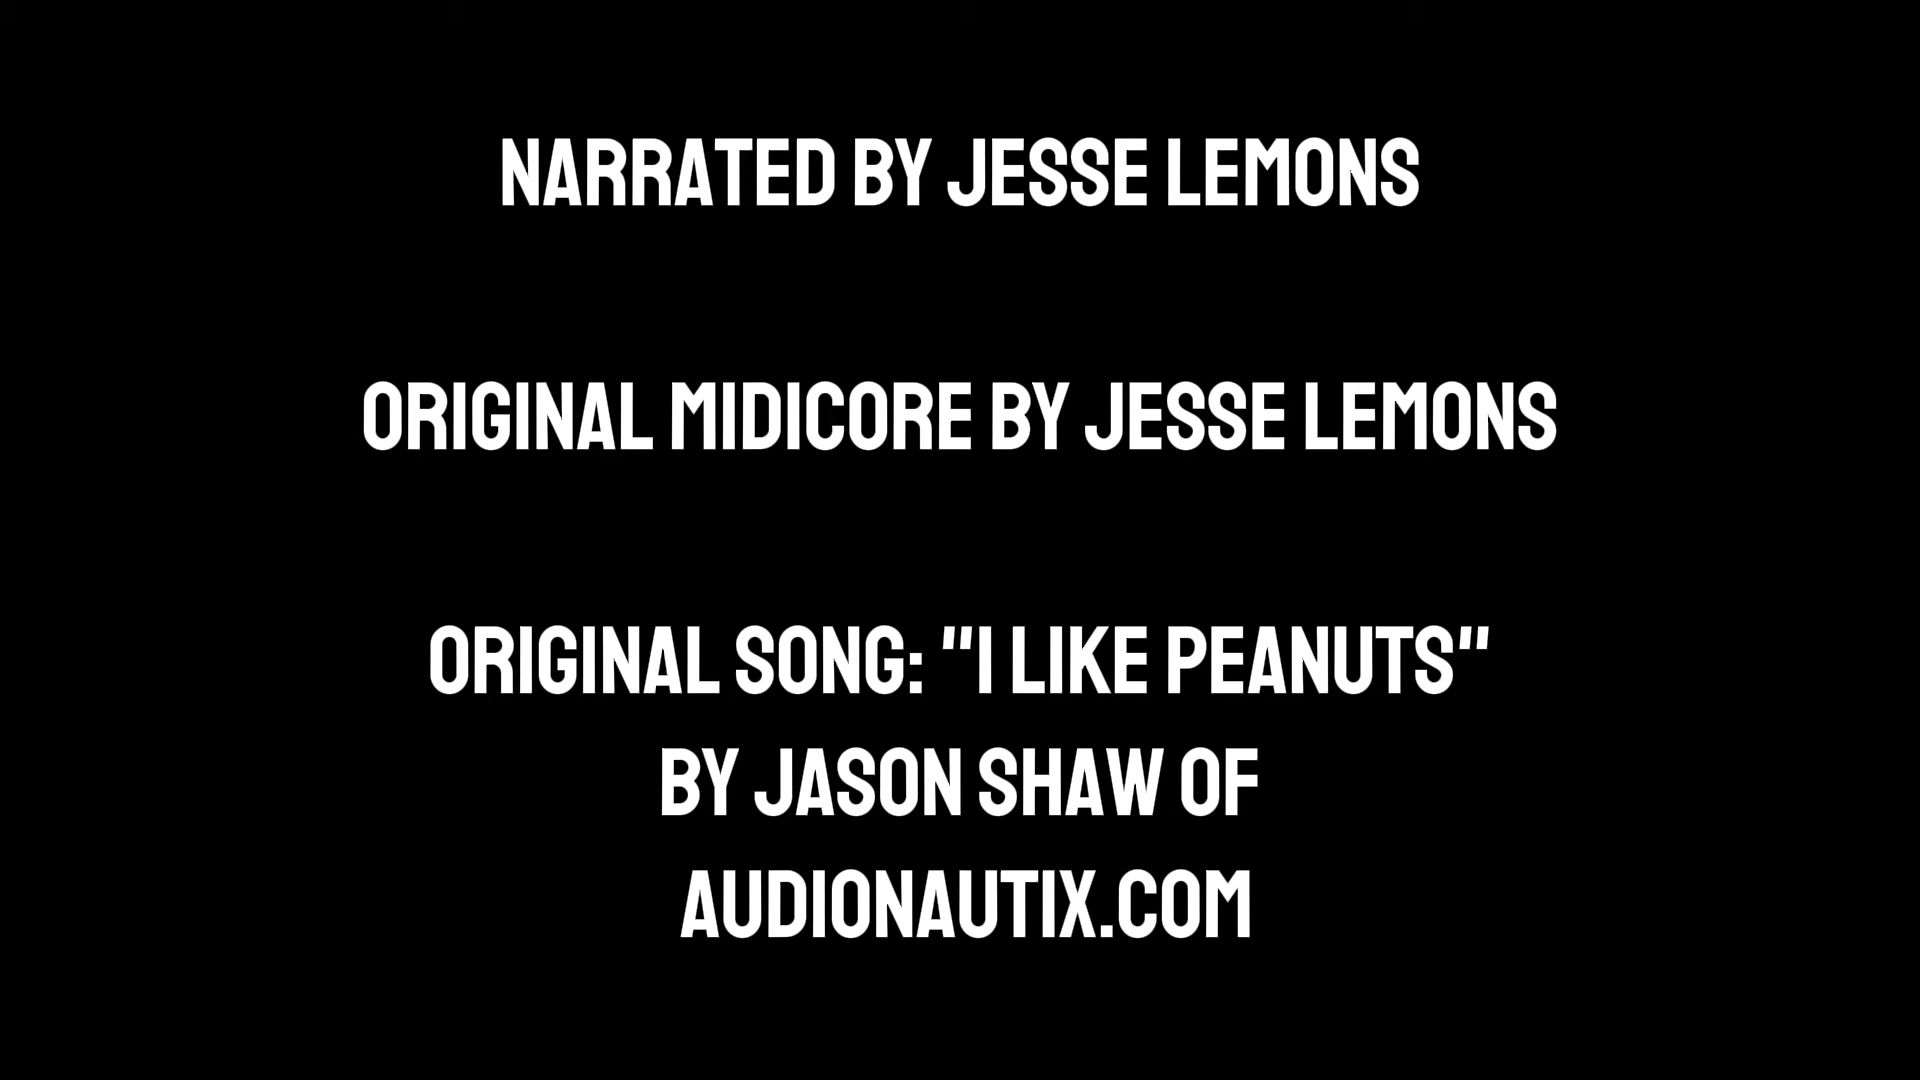 NARRATED BY JESSE LEMONS
ORIGINAL MIDICORE BY JESSE LEMONS
ORIGINAL SONG: "I LIKE PEANUTS"
BY JASON SHAW OF
AUDIONAUTIX.COM